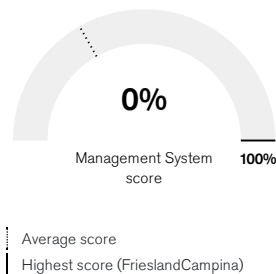 0%
Management System
score
100%
Average score
Highest score (FrieslandCampina)